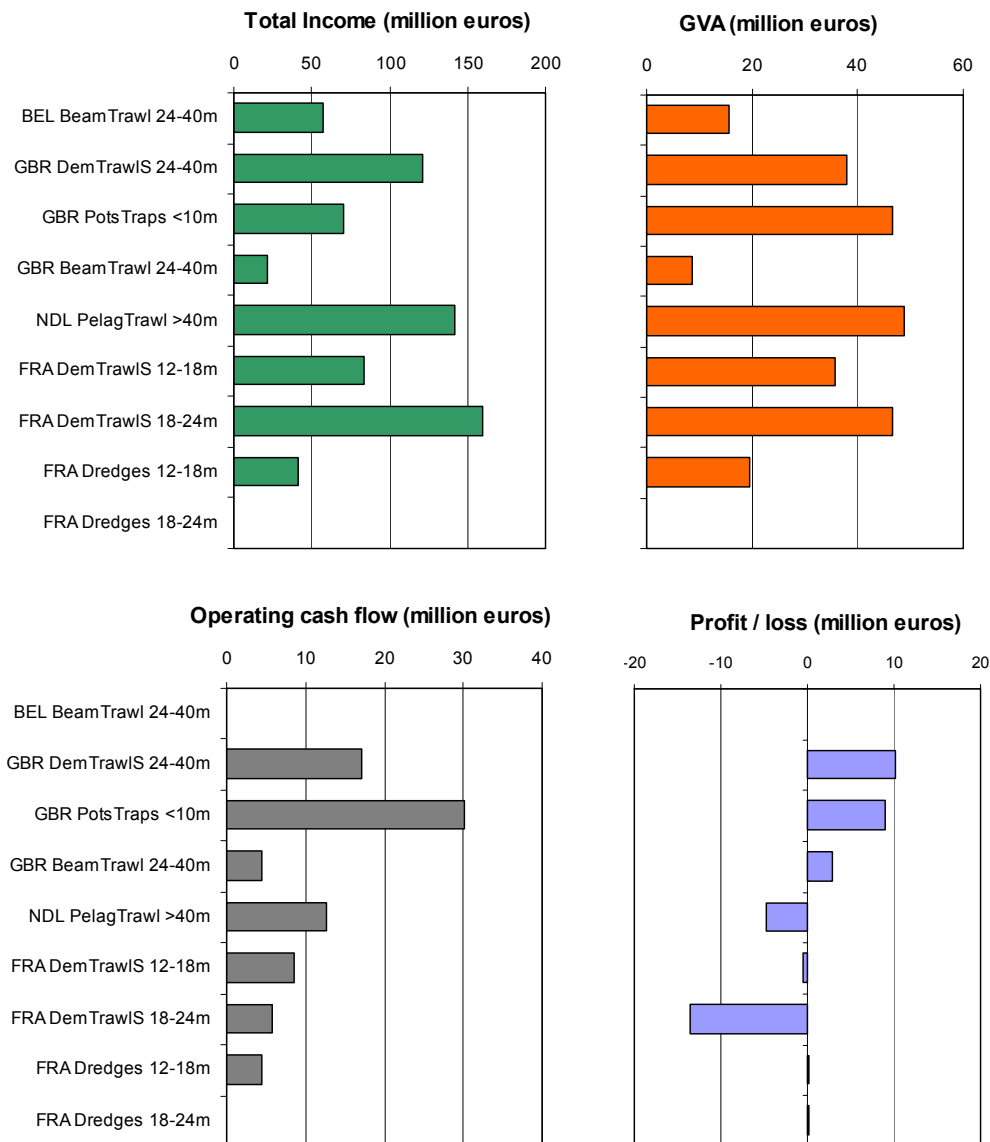 Total Income (million euros)
0 50 100 150 200
BEL BeamTrawl 24-40m
GBR DemTrawlS 24-40m
GBR PotsTraps <10m
GBR BeamTrawl 24-40m
NDL PelagTrawl >40m
FRA DemTrawlS 12-18m
FRA DemTrawlS 18-24m
FRA Dredges 12-18m
FRA Dredges 18-24m
GVA (million euros)
0 20 40 60
Operating cash flow (million euros)
0 10 20 30 40
BEL BeamTrawl 24-40m
GBR DemTrawlS 24-40m
GBR PotsTraps <10m
GBR BeamTrawl 24-40m
NDL PelagTrawl >40m
FRA DemTrawlS 12-18m
FRA DemTrawlS 18-24m
FRA Dredges 12-18m
FRA Dredges 18-24m
Profit / loss (million euros)
-20 -10 0 10 20